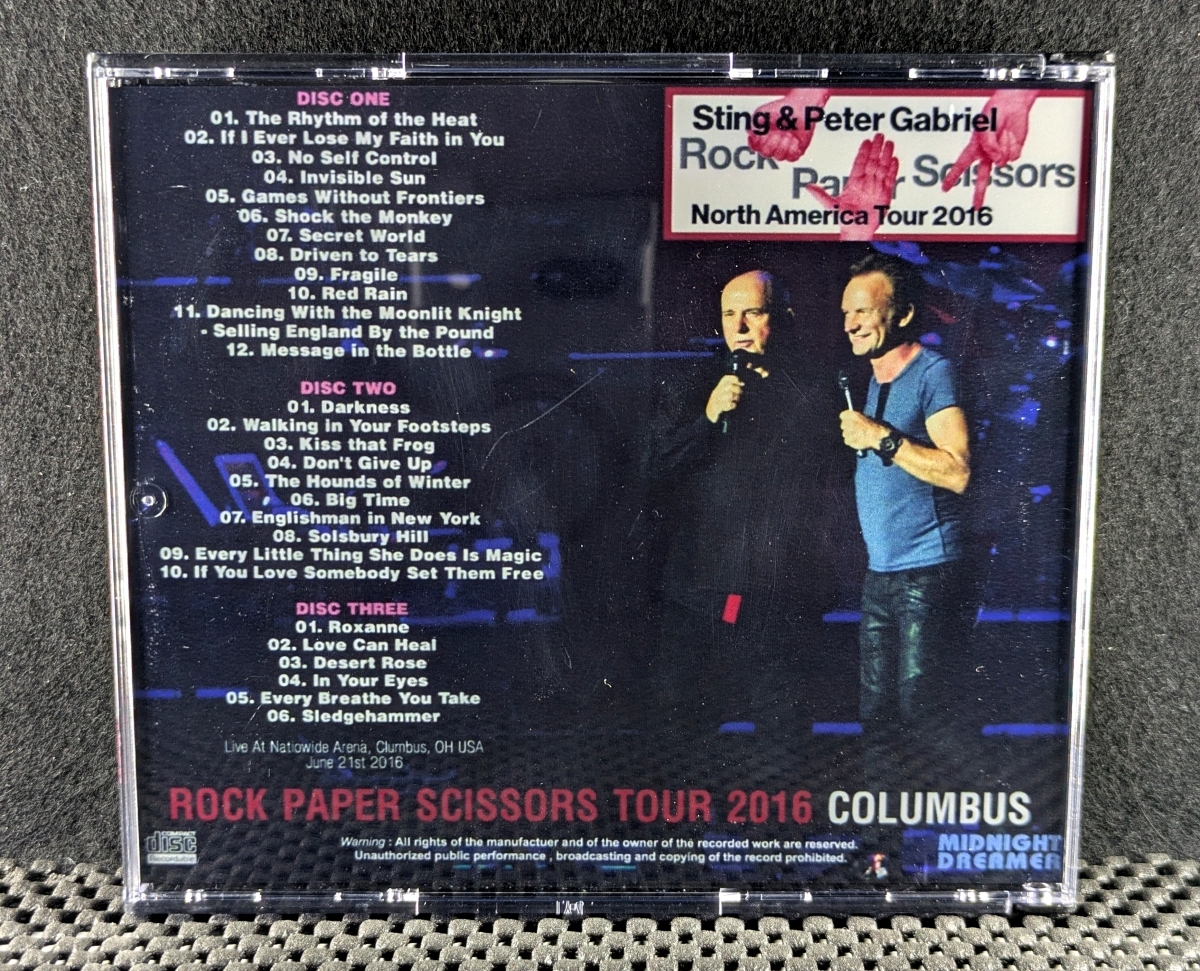 DISC ONE
01. The Rhythm of the Heat
02. If I Ever Lose My Faith in You
03. No Self Control
04. Invisible Sun
05. Games Without Frontiers
06. Shock the Monkey
07. Secret World
08. Driven to Tears
09. Fragile
10. Red Rain
11. Dancing With the Moonlit Knight
- Selling England By the Pound
12. Message in the Bottle
DISC TWO
01. Darkness
02. Walking in Your Footsteps
03. Kiss that Frog
04. Don't Give Up
05. The Hounds of Winter
06. Big Time
07. Englishman in New York
08. Solsbury Hill
09. Every Little Thing She Does Is Magic
10. If You Love Somebody Set Them Free
DISC THREE
01. Roxanne
02. Love Can Heal
03. Desert Rose
04. In Your Eyes
05. Every Breathe You Take
06. Sledgehammer
Live At Natiowide Arena, Clumbus, OH USA
June 21st 2016
Sting & Peter Gabriel
Rock Paper Scissors
North America Tour 2016
ROCK PAPER SCISSORS TOUR 2016 COLUMBUS
COMPACT
disc
Recordable
Warning : All rights of the manufactuer and of the owner of the recorded work are reserved.
Unauthorized public performance , broadcasting and copying of the record prohibited.
MIDNIGHT
DREAMER